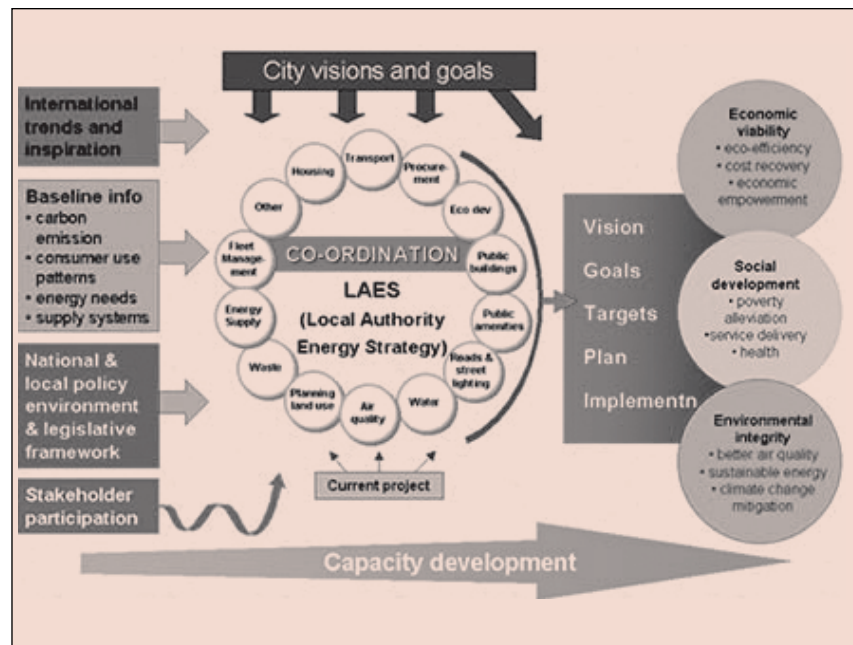 City visions and goals
International
trends and
inspiration
Baseline info
• carbon
emission
• consumer use
patterns
• energy needs
• supply systems
National &
local policy
environment
& legislative
framework
Stakeholder
participation
Transport
Procure-
ment
Eco dev
Public
buildings
Public
amenities
Roads &
street
lighting
Water
Air
quality
Planning
land use
Waste
Energy
Supply
Fleet
Manage-
ment
Other
Housing
CO-ORDINATION
LAES
(Local Authority
Energy Strategy)
Current project
Vision
Goals
Targets
Plan
Implementn
Economic
viability
• eco-efficiency
• cost recovery
• economic
empowerment
Social
development
• poverty
alleviation
•service delivery
• health
Environmental
integrity
• better air quality
• sustainable energy
• climate change
mitigation
Capacity development